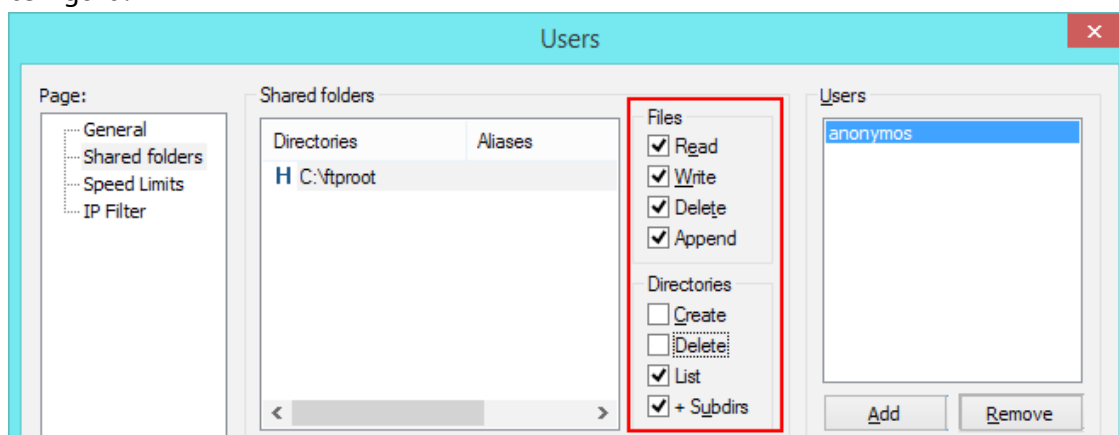 Users
Page:
General
Shared folders
Speed Limits
IP Filter
Shared folders
Directories Aliases
H C:\ftproot
Files
Read
Write
Delete
Append
Directories
Create
Delete
List
+ Subdirs
Users
anonymos
Add Remove